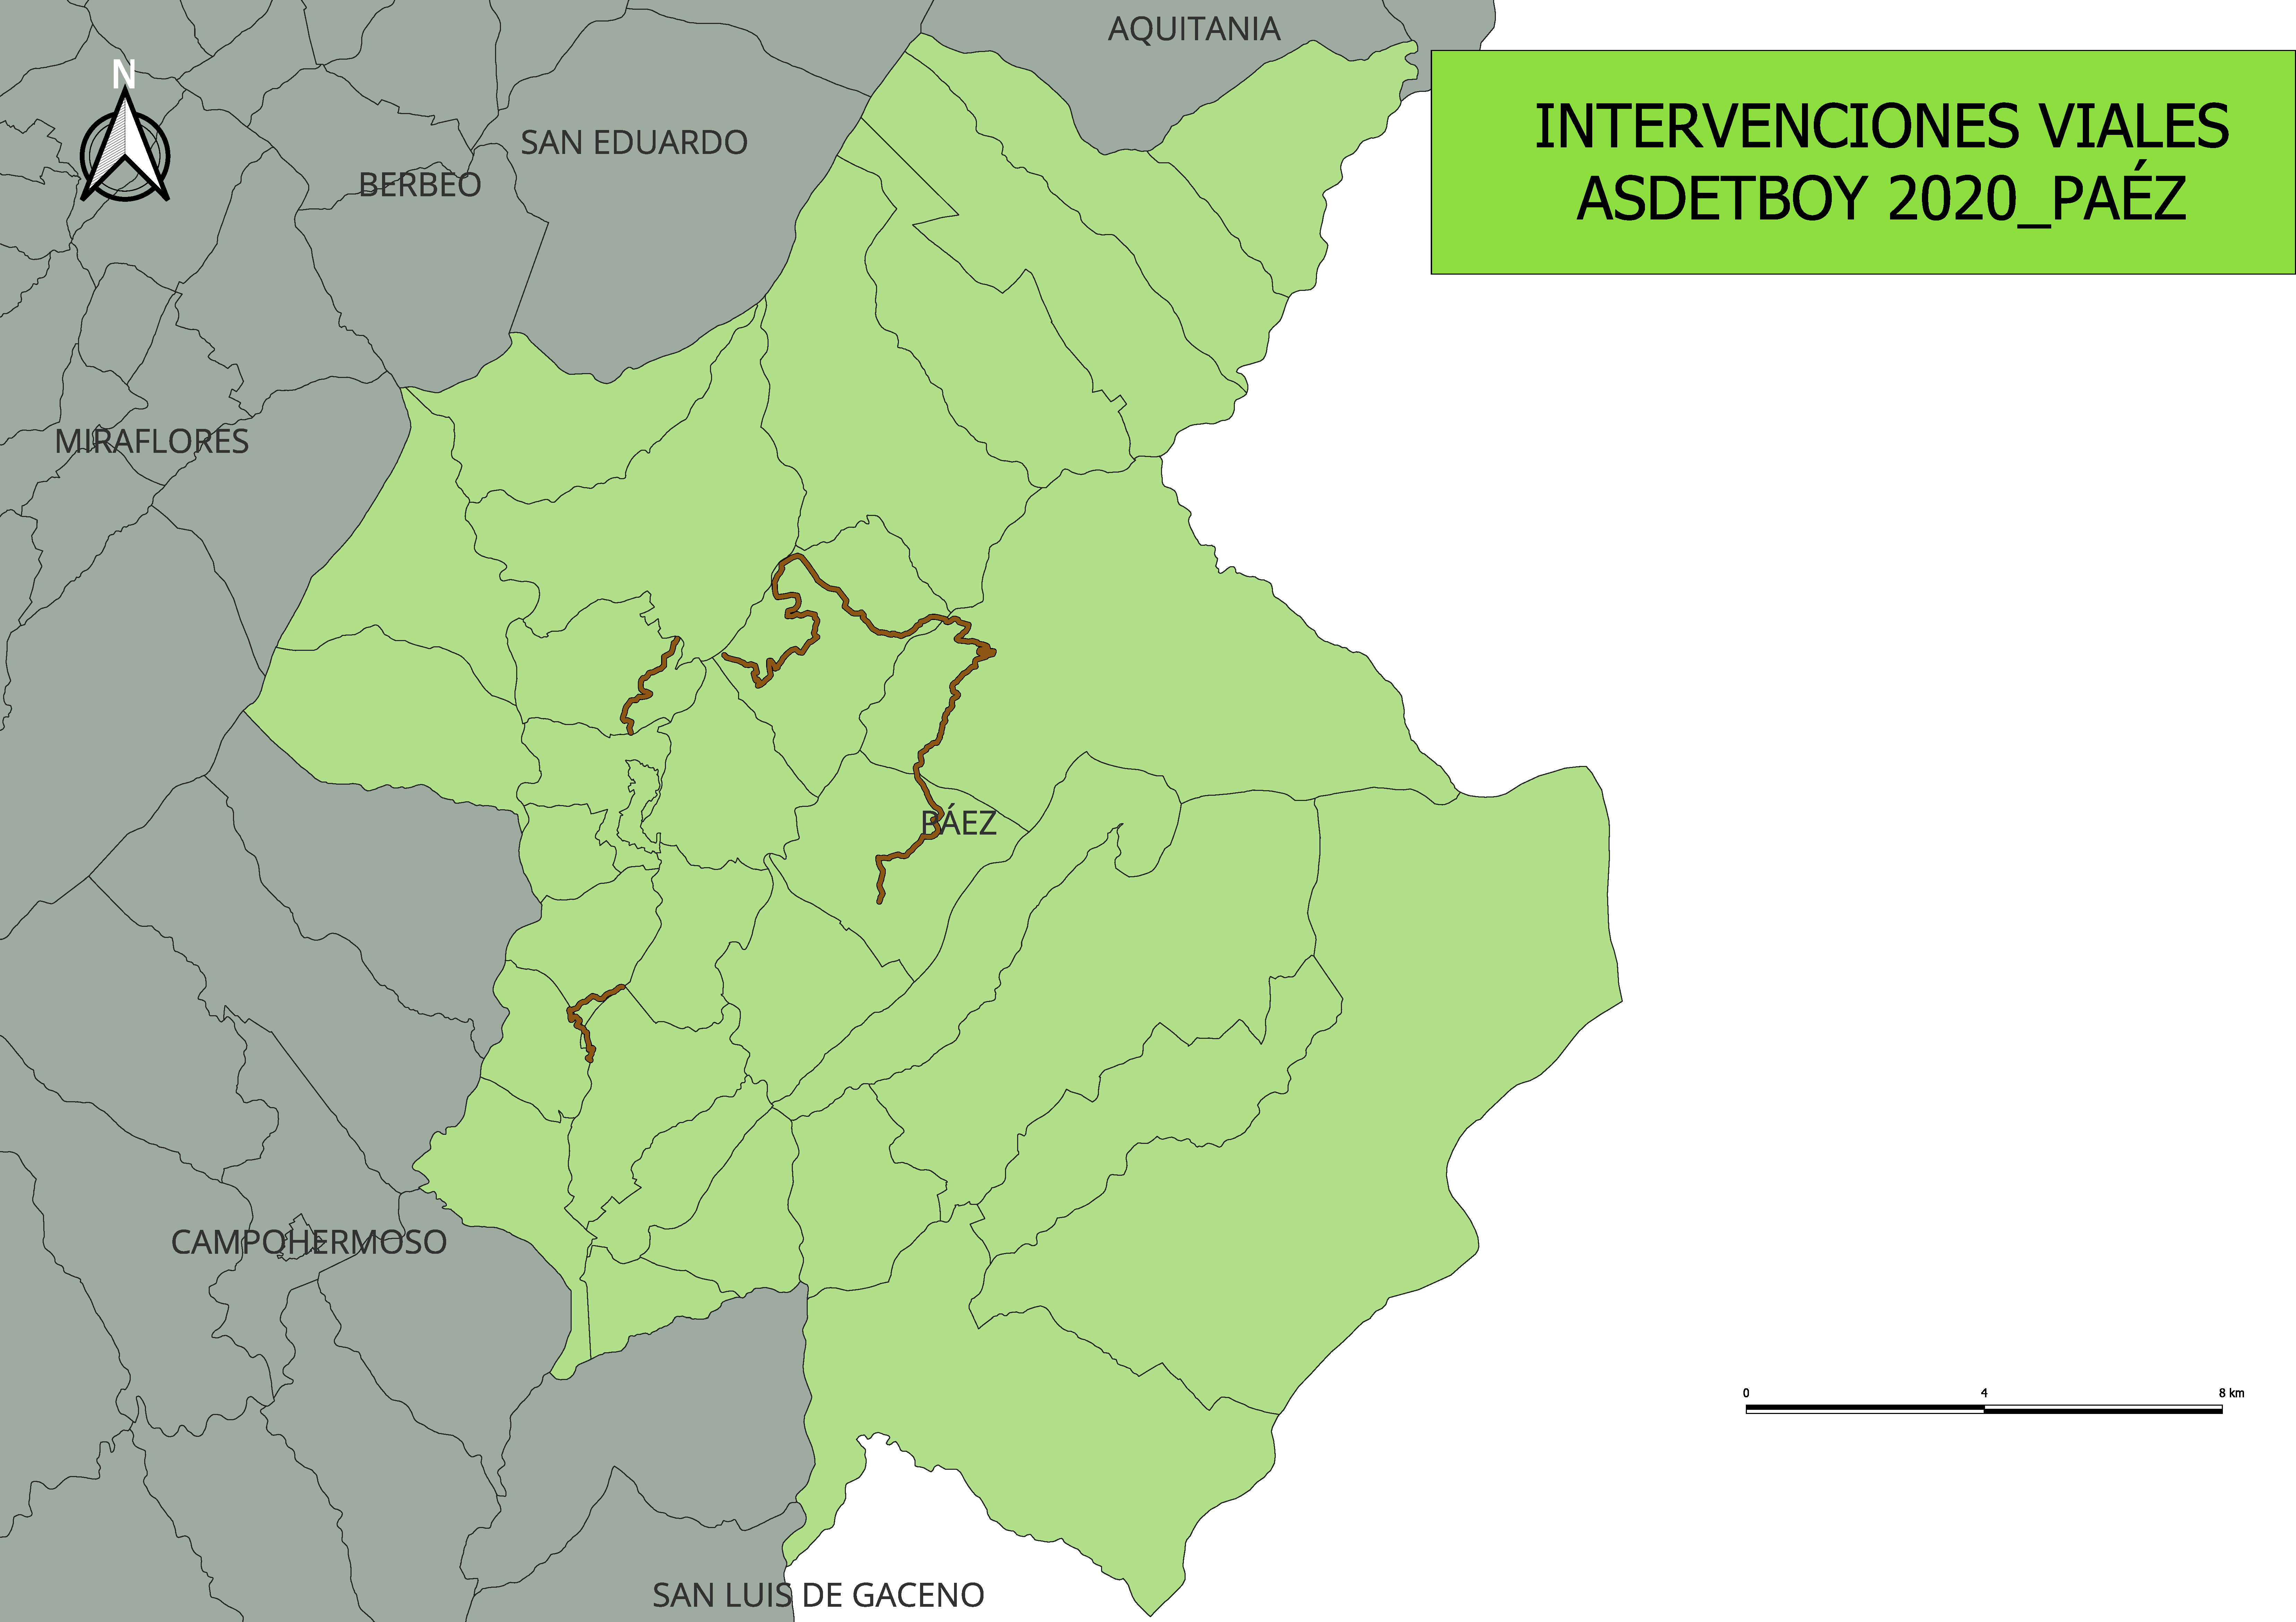 AQUITANIA
N
INTERVENCIONES VIALES
ASDETBOY 2020_PAÉZ
SAN EDUARDO
BERBEO
MIRAFLORES
PÁEZ
CAMPOHERMOSO
0 4 8 km
SAN LUIS DE GACENO